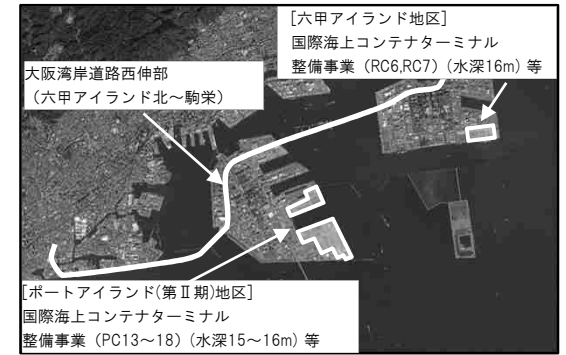 [六甲アイランド地区]
国際海上コンテナターミナル
整備事業（RC6,RC7）(水深16m) 等
大阪湾岸道路西伸部
（六甲アイランド北～駒栄）
[ポートアイランド(第Ⅱ期)地区]
国際海上コンテナターミナル
整備事業（PC13～18）(水深15～16m) 等